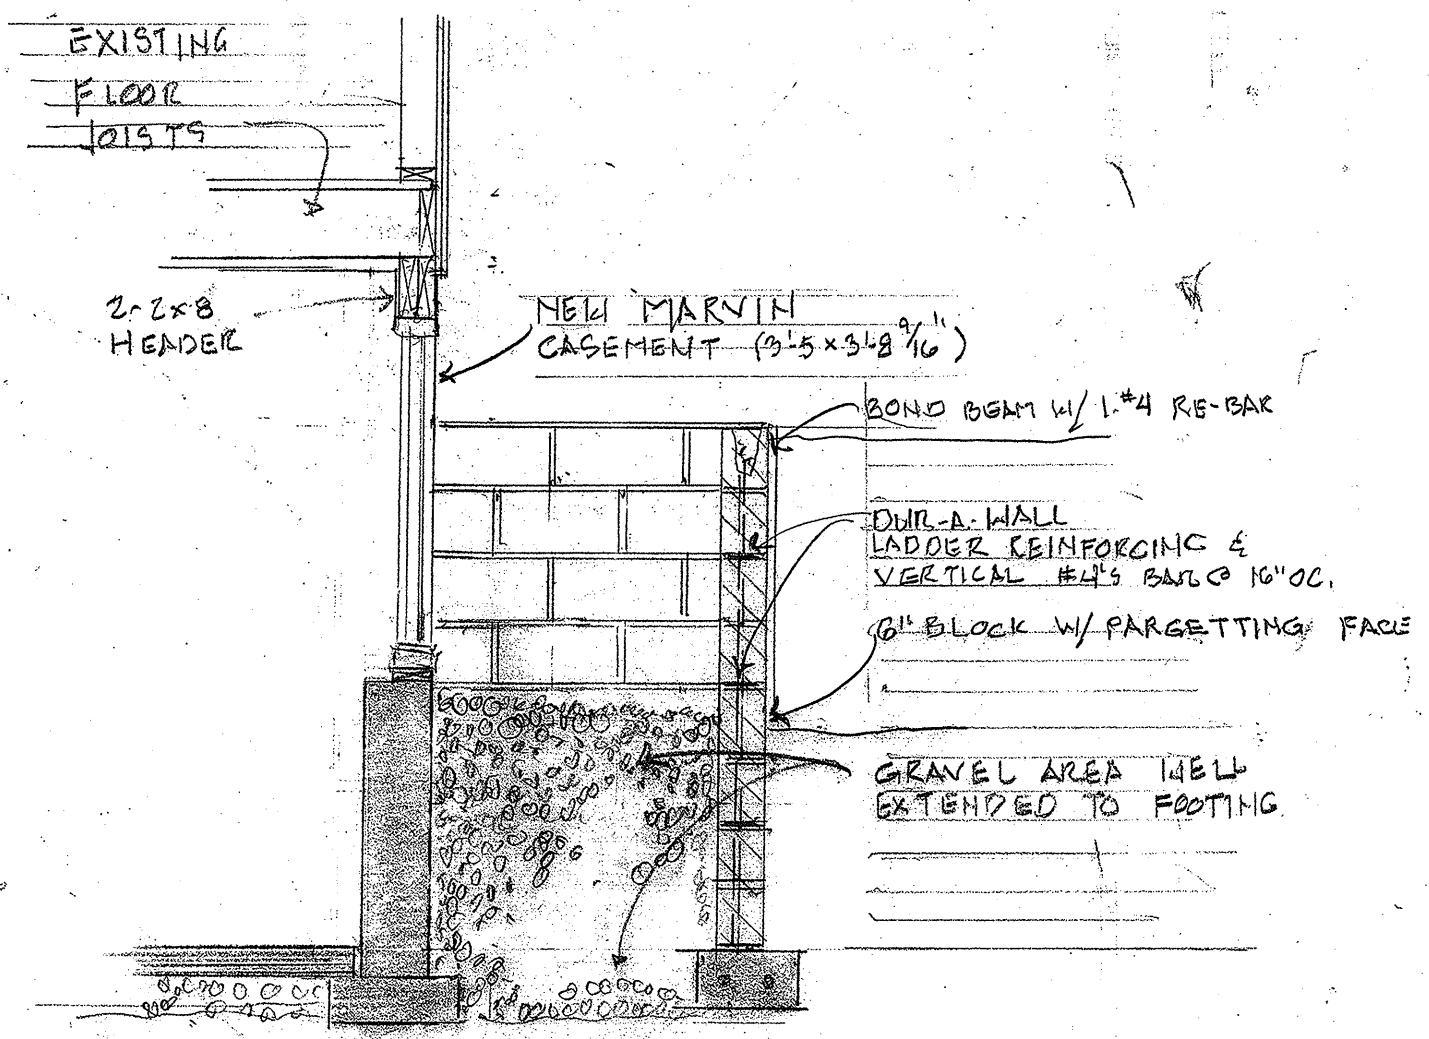 EXISTING
FLOOR
JOISTS
2-2x8
HEADER
NEW MARVIN
CASEMENT (3'-5 x 3'-8 9/16")
BOND BEAM W/ 1-#4 RE-BAR
DUR-A-WALL
LADDER REINFORCING &
VERTICAL #4's BAR @ 16" OC.
6" BLOCK W/ PARGETTING FACE
GRAVEL AREA WELL
EXTENDED TO FOOTING